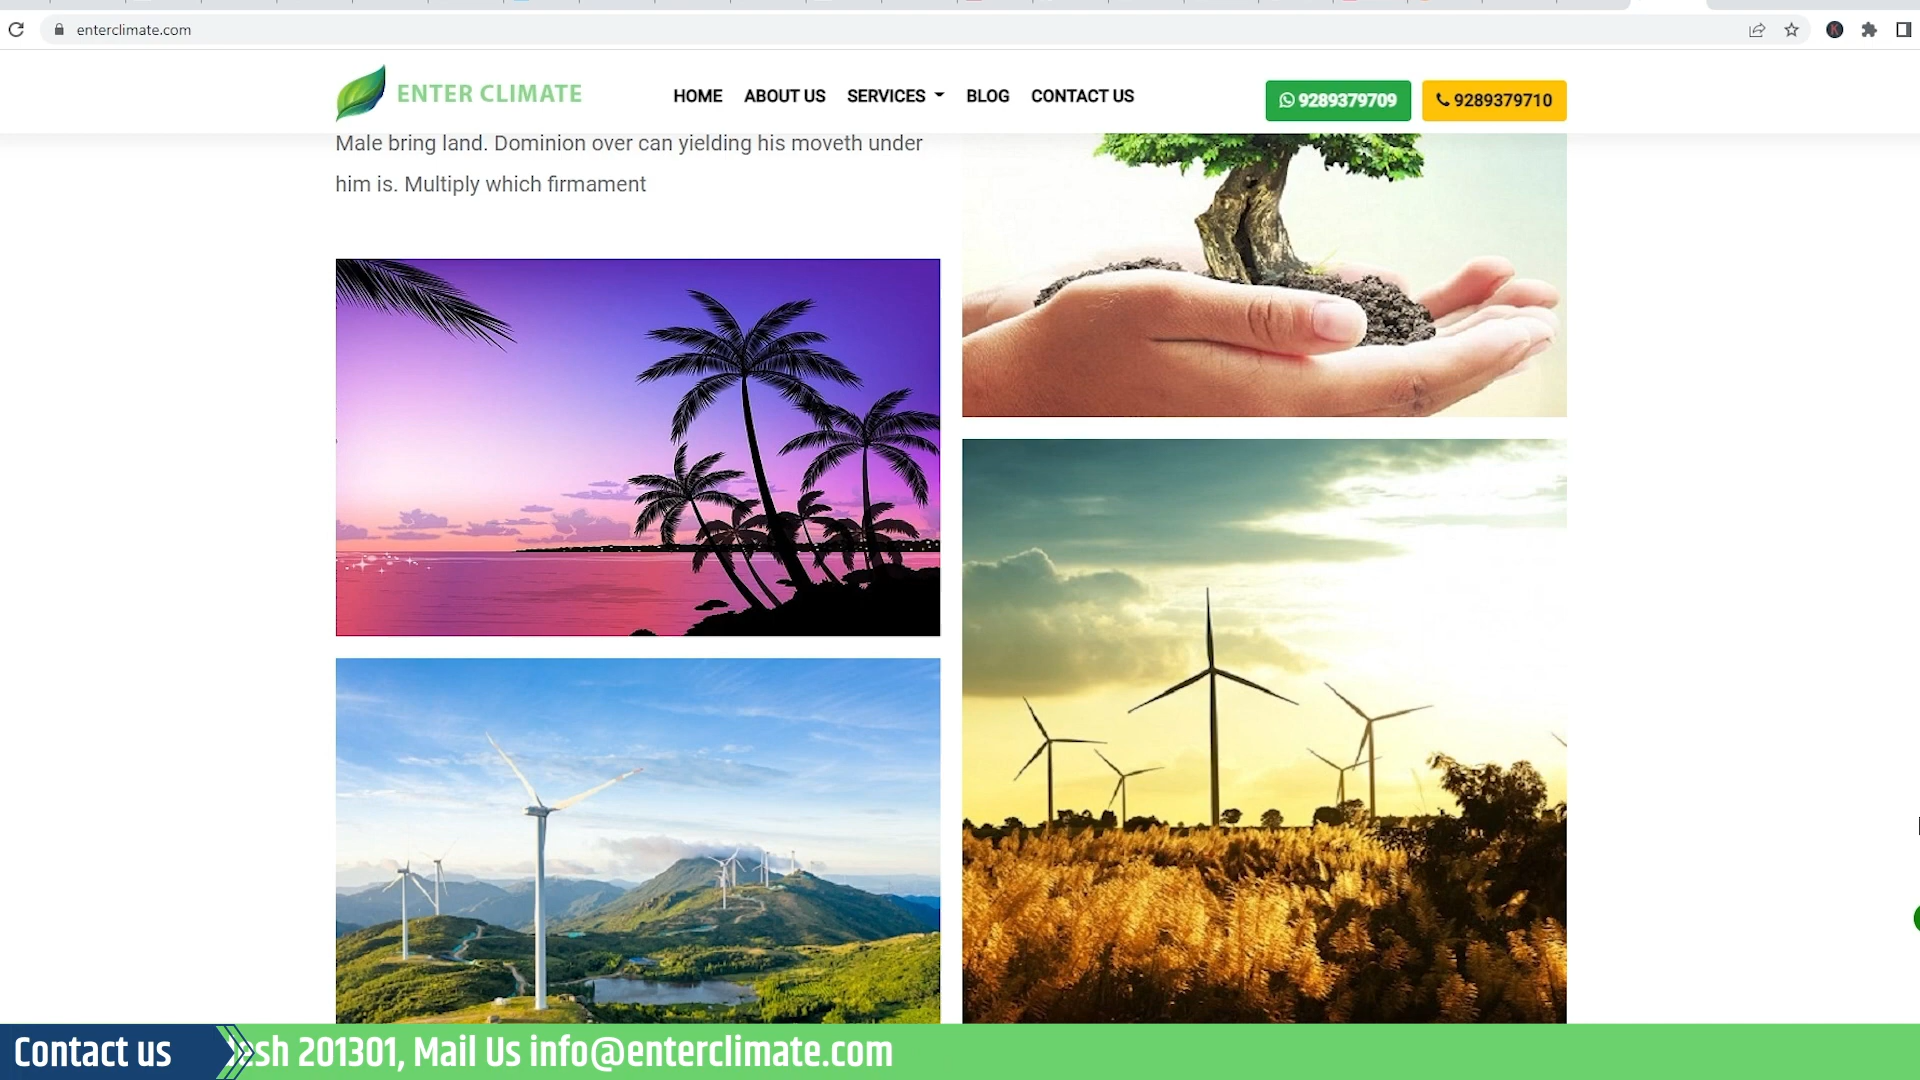 enterclimate.com
ENTER CLIMATE
HOME ABOUT US SERVICES BLOG CONTACT US
9289379709
9289379710
Male bring land. Dominion over can yielding his moveth under
him is. Multiply which firmament
Contact us
201301, Mail Us info@enterclimate.com